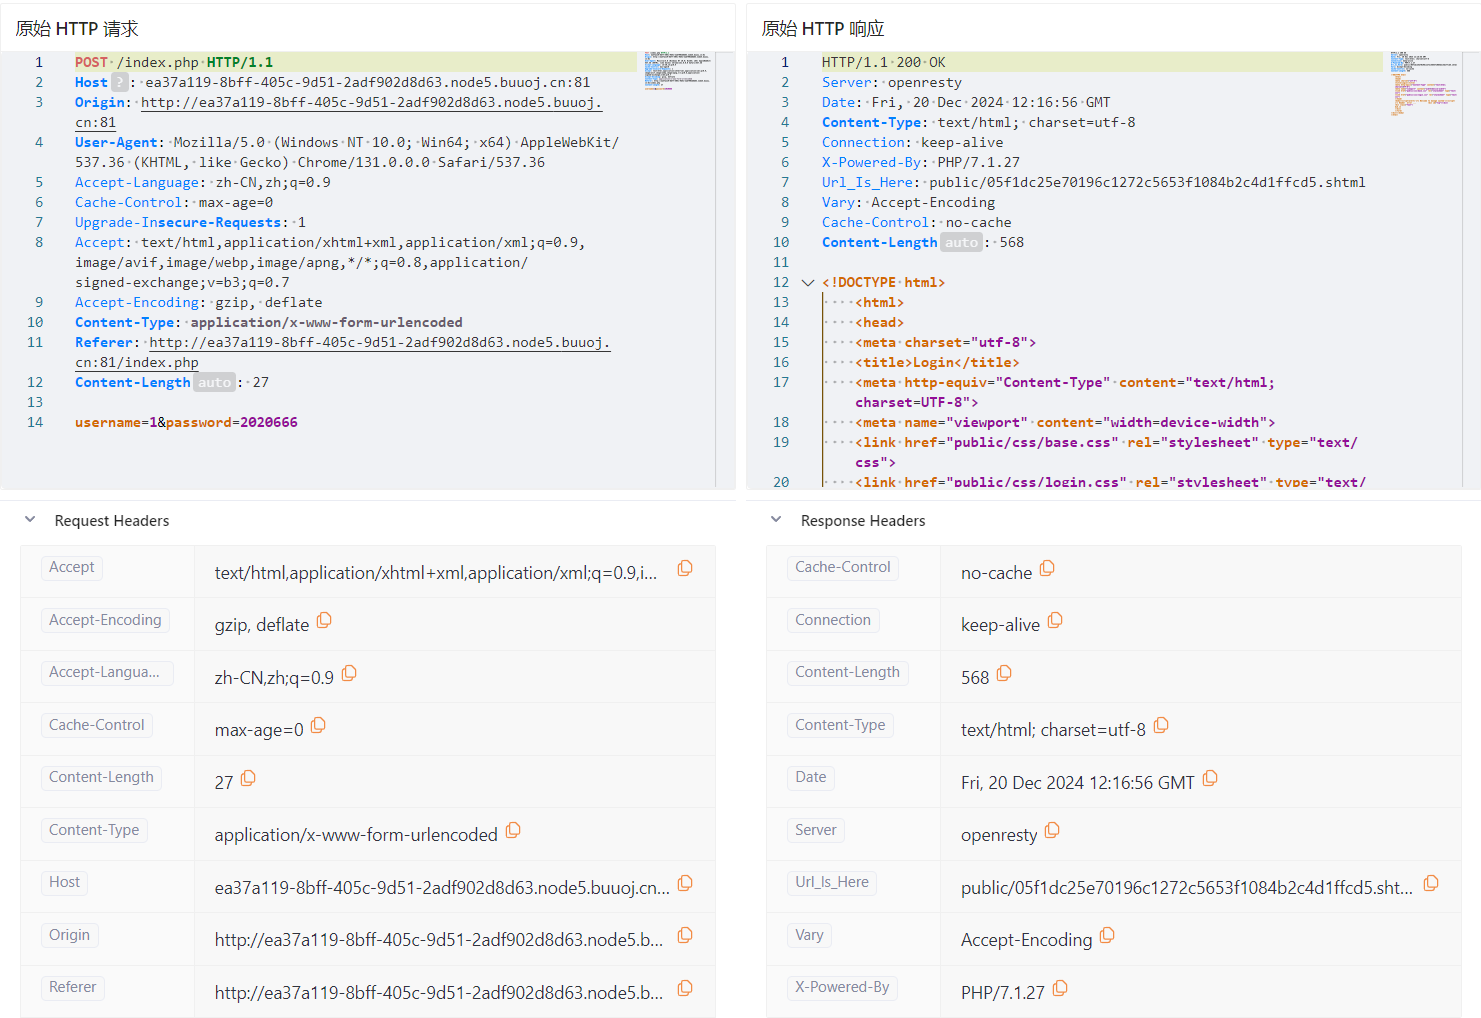 原始 HTTP 请求
1 POST /index.php HTTP/1.1
2 Host ? : ea37a119-8bff-405c-9d51-2adf902d8d63.node5.buuoj.cn:81
3 Origin: http://ea37a119-8bff-405c-9d51-2adf902d8d63.node5.buuoj.
cn:81
4 User-Agent: Mozilla/5.0 (Windows NT 10.0; Win64; x64) AppleWebKit/
537.36 (KHTML, like Gecko) Chrome/131.0.0.0 Safari/537.36
5 Accept-Language: zh-CN,zh;q=0.9
6 Cache-Control: max-age=0
7 Upgrade-Insecure-Requests: 1
8 Accept: text/html,application/xhtml+xml,application/xml;q=0.9,
image/avif,image/webp,image/apng,*/*;q=0.8,application/
signed-exchange;v=b3;q=0.7
9 Accept-Encoding: gzip, deflate
10 Content-Type: application/x-www-form-urlencoded
11 Referer: http://ea37a119-8bff-405c-9d51-2adf902d8d63.node5.buuoj.
cn:81/index.php
12 Content-Length auto : 27
13
14 username=1&password=2020666
原始 HTTP 响应
1 HTTP/1.1 200 OK
2 Server: openresty
3 Date: Fri, 20 Dec 2024 12:16:56 GMT
4 Content-Type: text/html; charset=utf-8
5 Connection: keep-alive
6 X-Powered-By: PHP/7.1.27
7 Url_Is_Here: public/05f1dc25e70196c1272c5653f1084b2c4d1ffcd5.shtml
8 Vary: Accept-Encoding
9 Cache-Control: no-cache
10 Content-Length auto : 568
11
12 <!DOCTYPE html>
13 <html>
14 <head>
15 <meta charset="utf-8">
16 <title>Login</title>
17 <meta http-equiv="Content-Type" content="text/html;
charset=UTF-8">
18 <meta name="viewport" content="width=device-width">
19 <link href="public/css/base.css" rel="stylesheet" type="text/
css">
20 <link href="public/css/login.css" rel="stylesheet" type="text/
Request Headers
Accept text/html,application/xhtml+xml,application/xml;q=0.9,i...
Accept-Encoding gzip, deflate
Accept-Langua... zh-CN,zh;q=0.9
Cache-Control max-age=0
Content-Length 27
Content-Type application/x-www-form-urlencoded
Host ea37a119-8bff-405c-9d51-2adf902d8d63.node5.buuoj.cn...
Origin http://ea37a119-8bff-405c-9d51-2adf902d8d63.node5.b...
Referer http://ea37a119-8bff-405c-9d51-2adf902d8d63.node5.b...
Response Headers
Cache-Control no-cache
Connection keep-alive
Content-Length 568
Content-Type text/html; charset=utf-8
Date Fri, 20 Dec 2024 12:16:56 GMT
Server openresty
Url_Is_Here public/05f1dc25e70196c1272c5653f1084b2c4d1ffcd5.sht...
Vary Accept-Encoding
X-Powered-By PHP/7.1.27